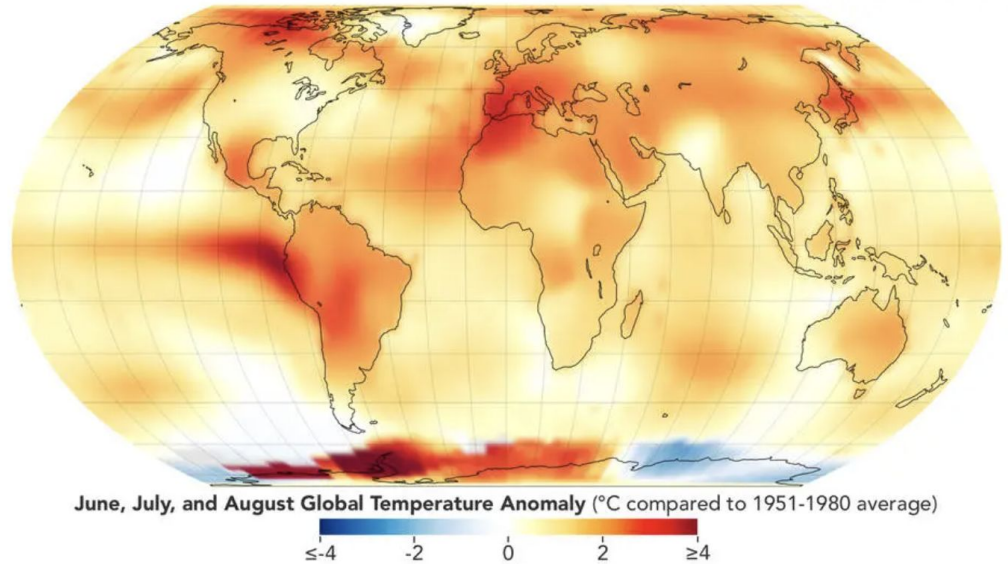 June, July, and August Global Temperature Anomaly (°C compared to 1951-1980 average)
≤-4 -2 0 2 ≥4